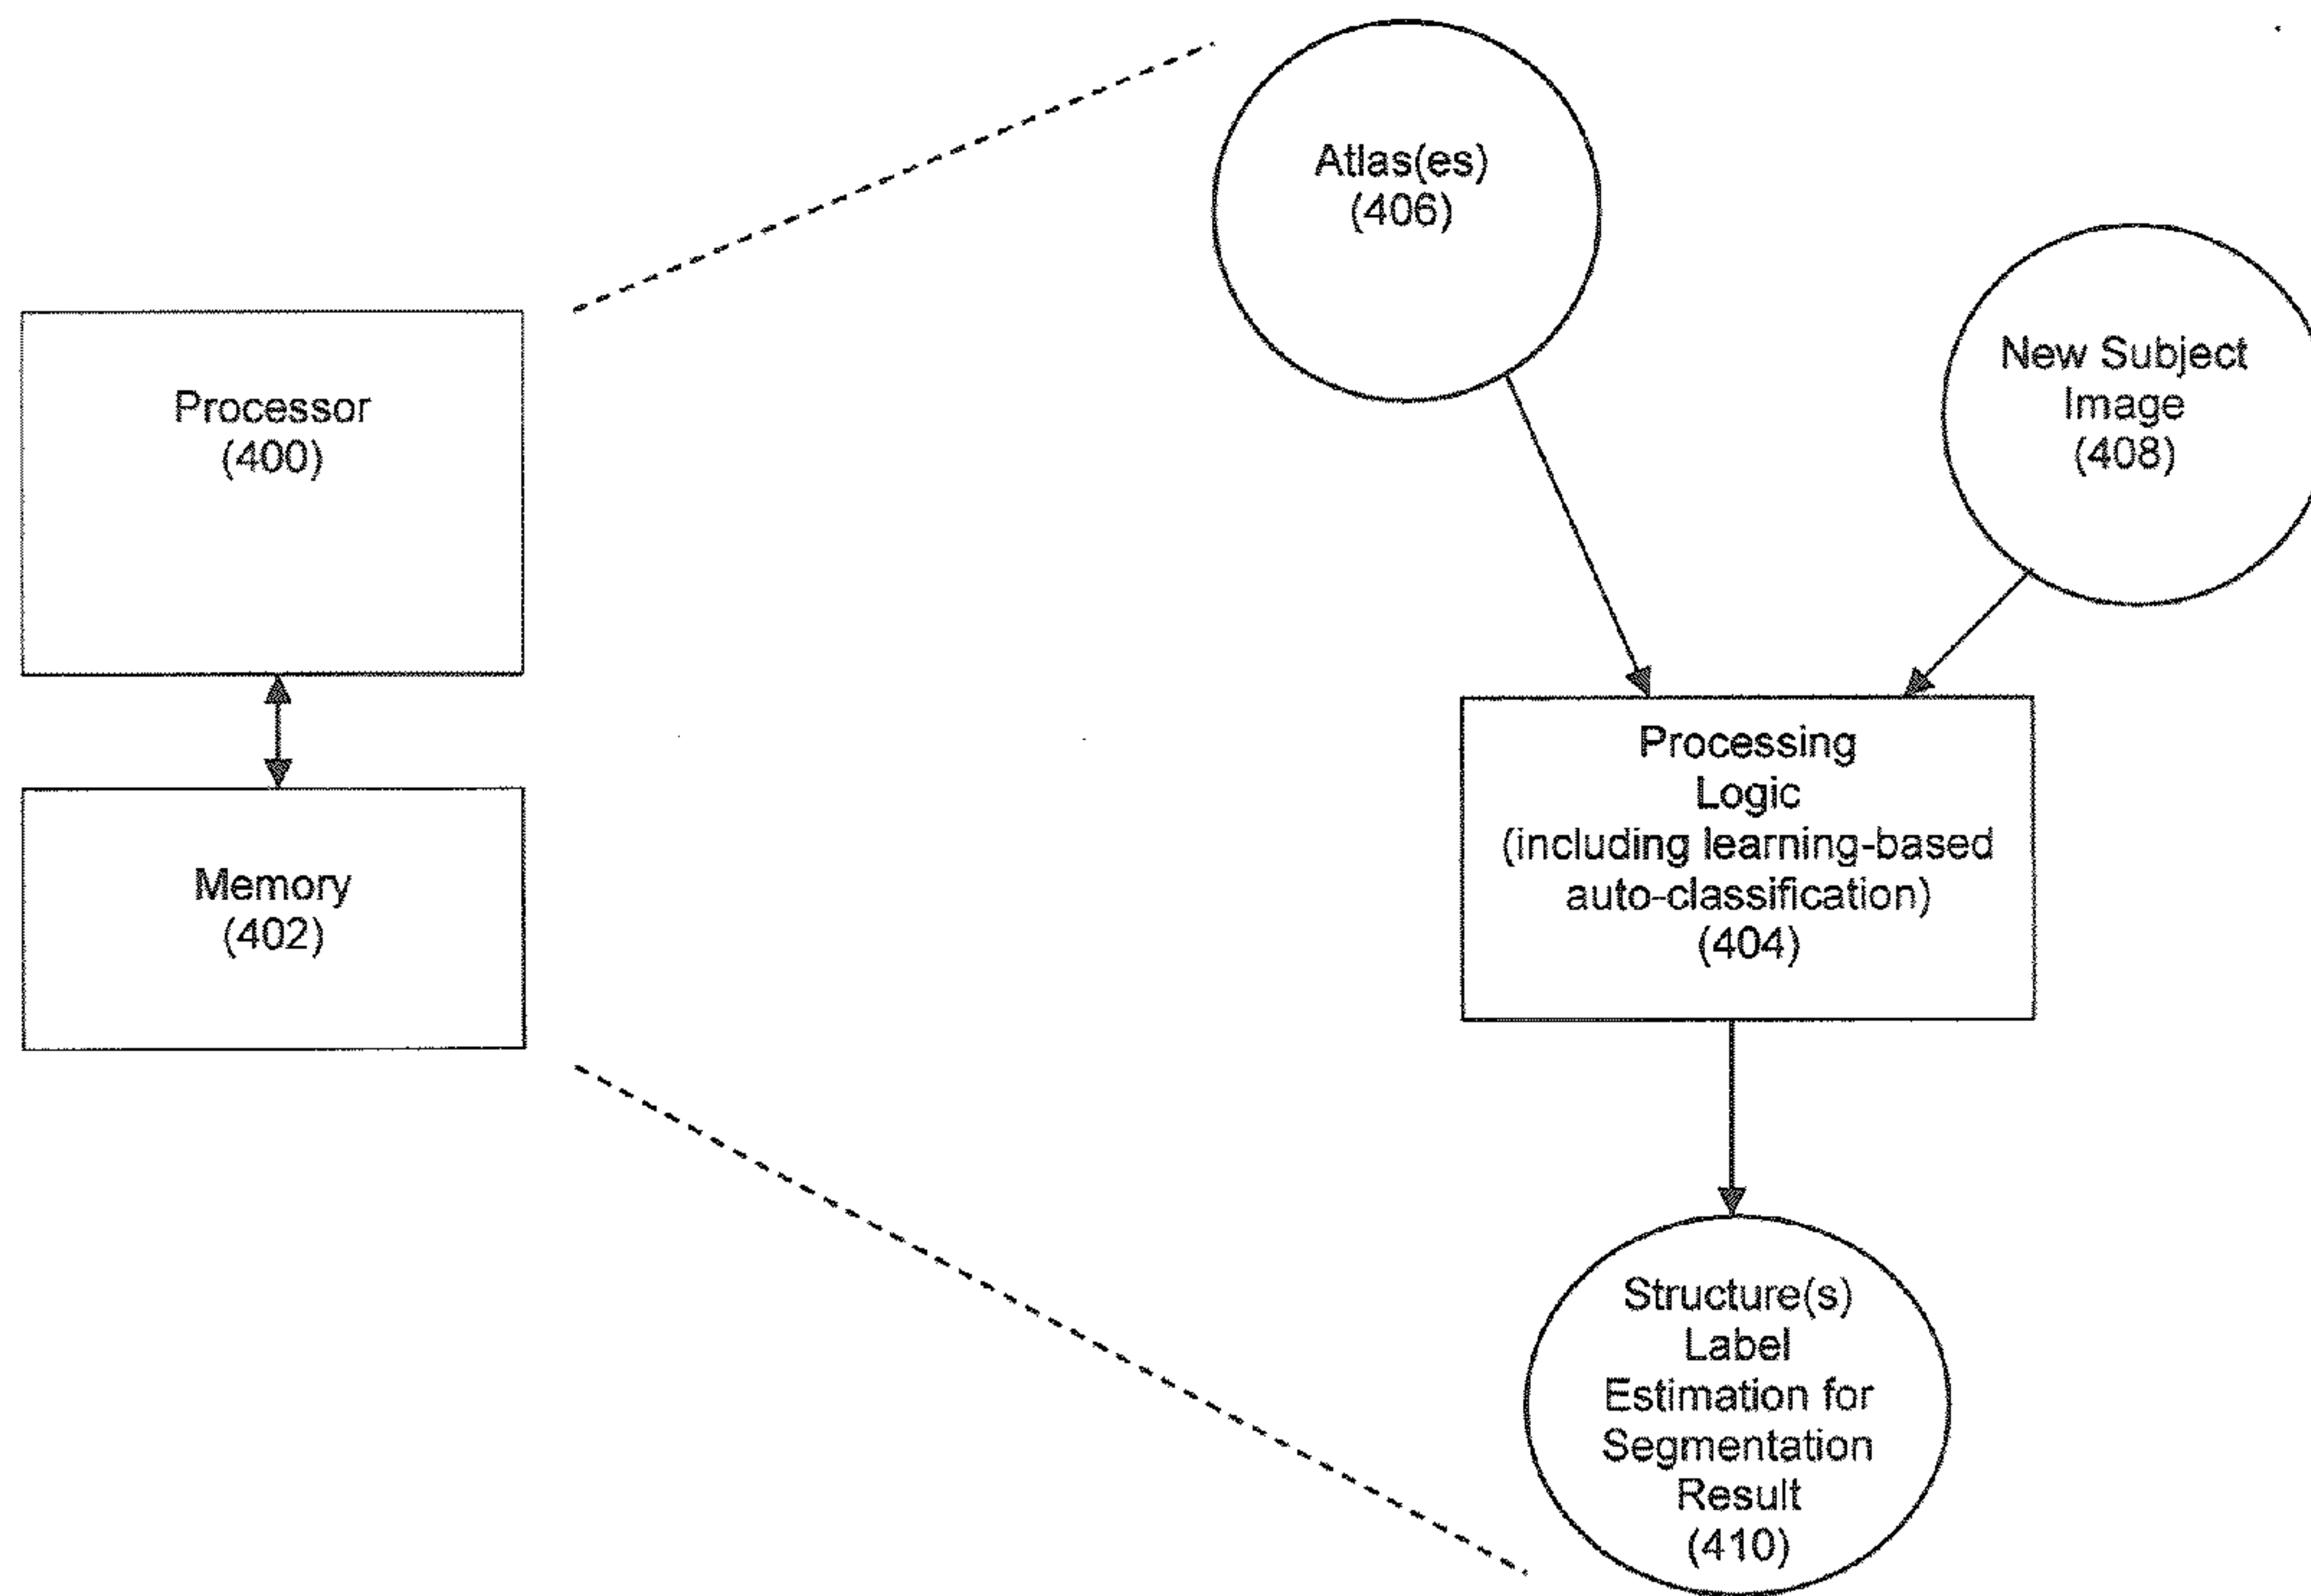 Atlas(es)
(406)
New Subject
Image
(408)
Processor
(400)
Processing
Logic
(including learning-based
auto-classification)
(404)
Memory
(402)
Structure(s)
Label
Estimation for
Segmentation
Result
(410)